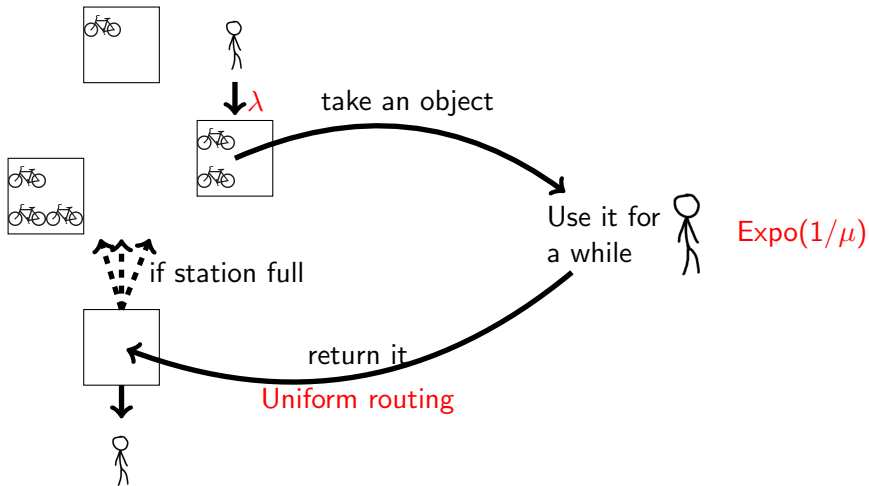 λ
take an object
Use it for
a while
Expo(1/μ)
if station full
return it
Uniform routing